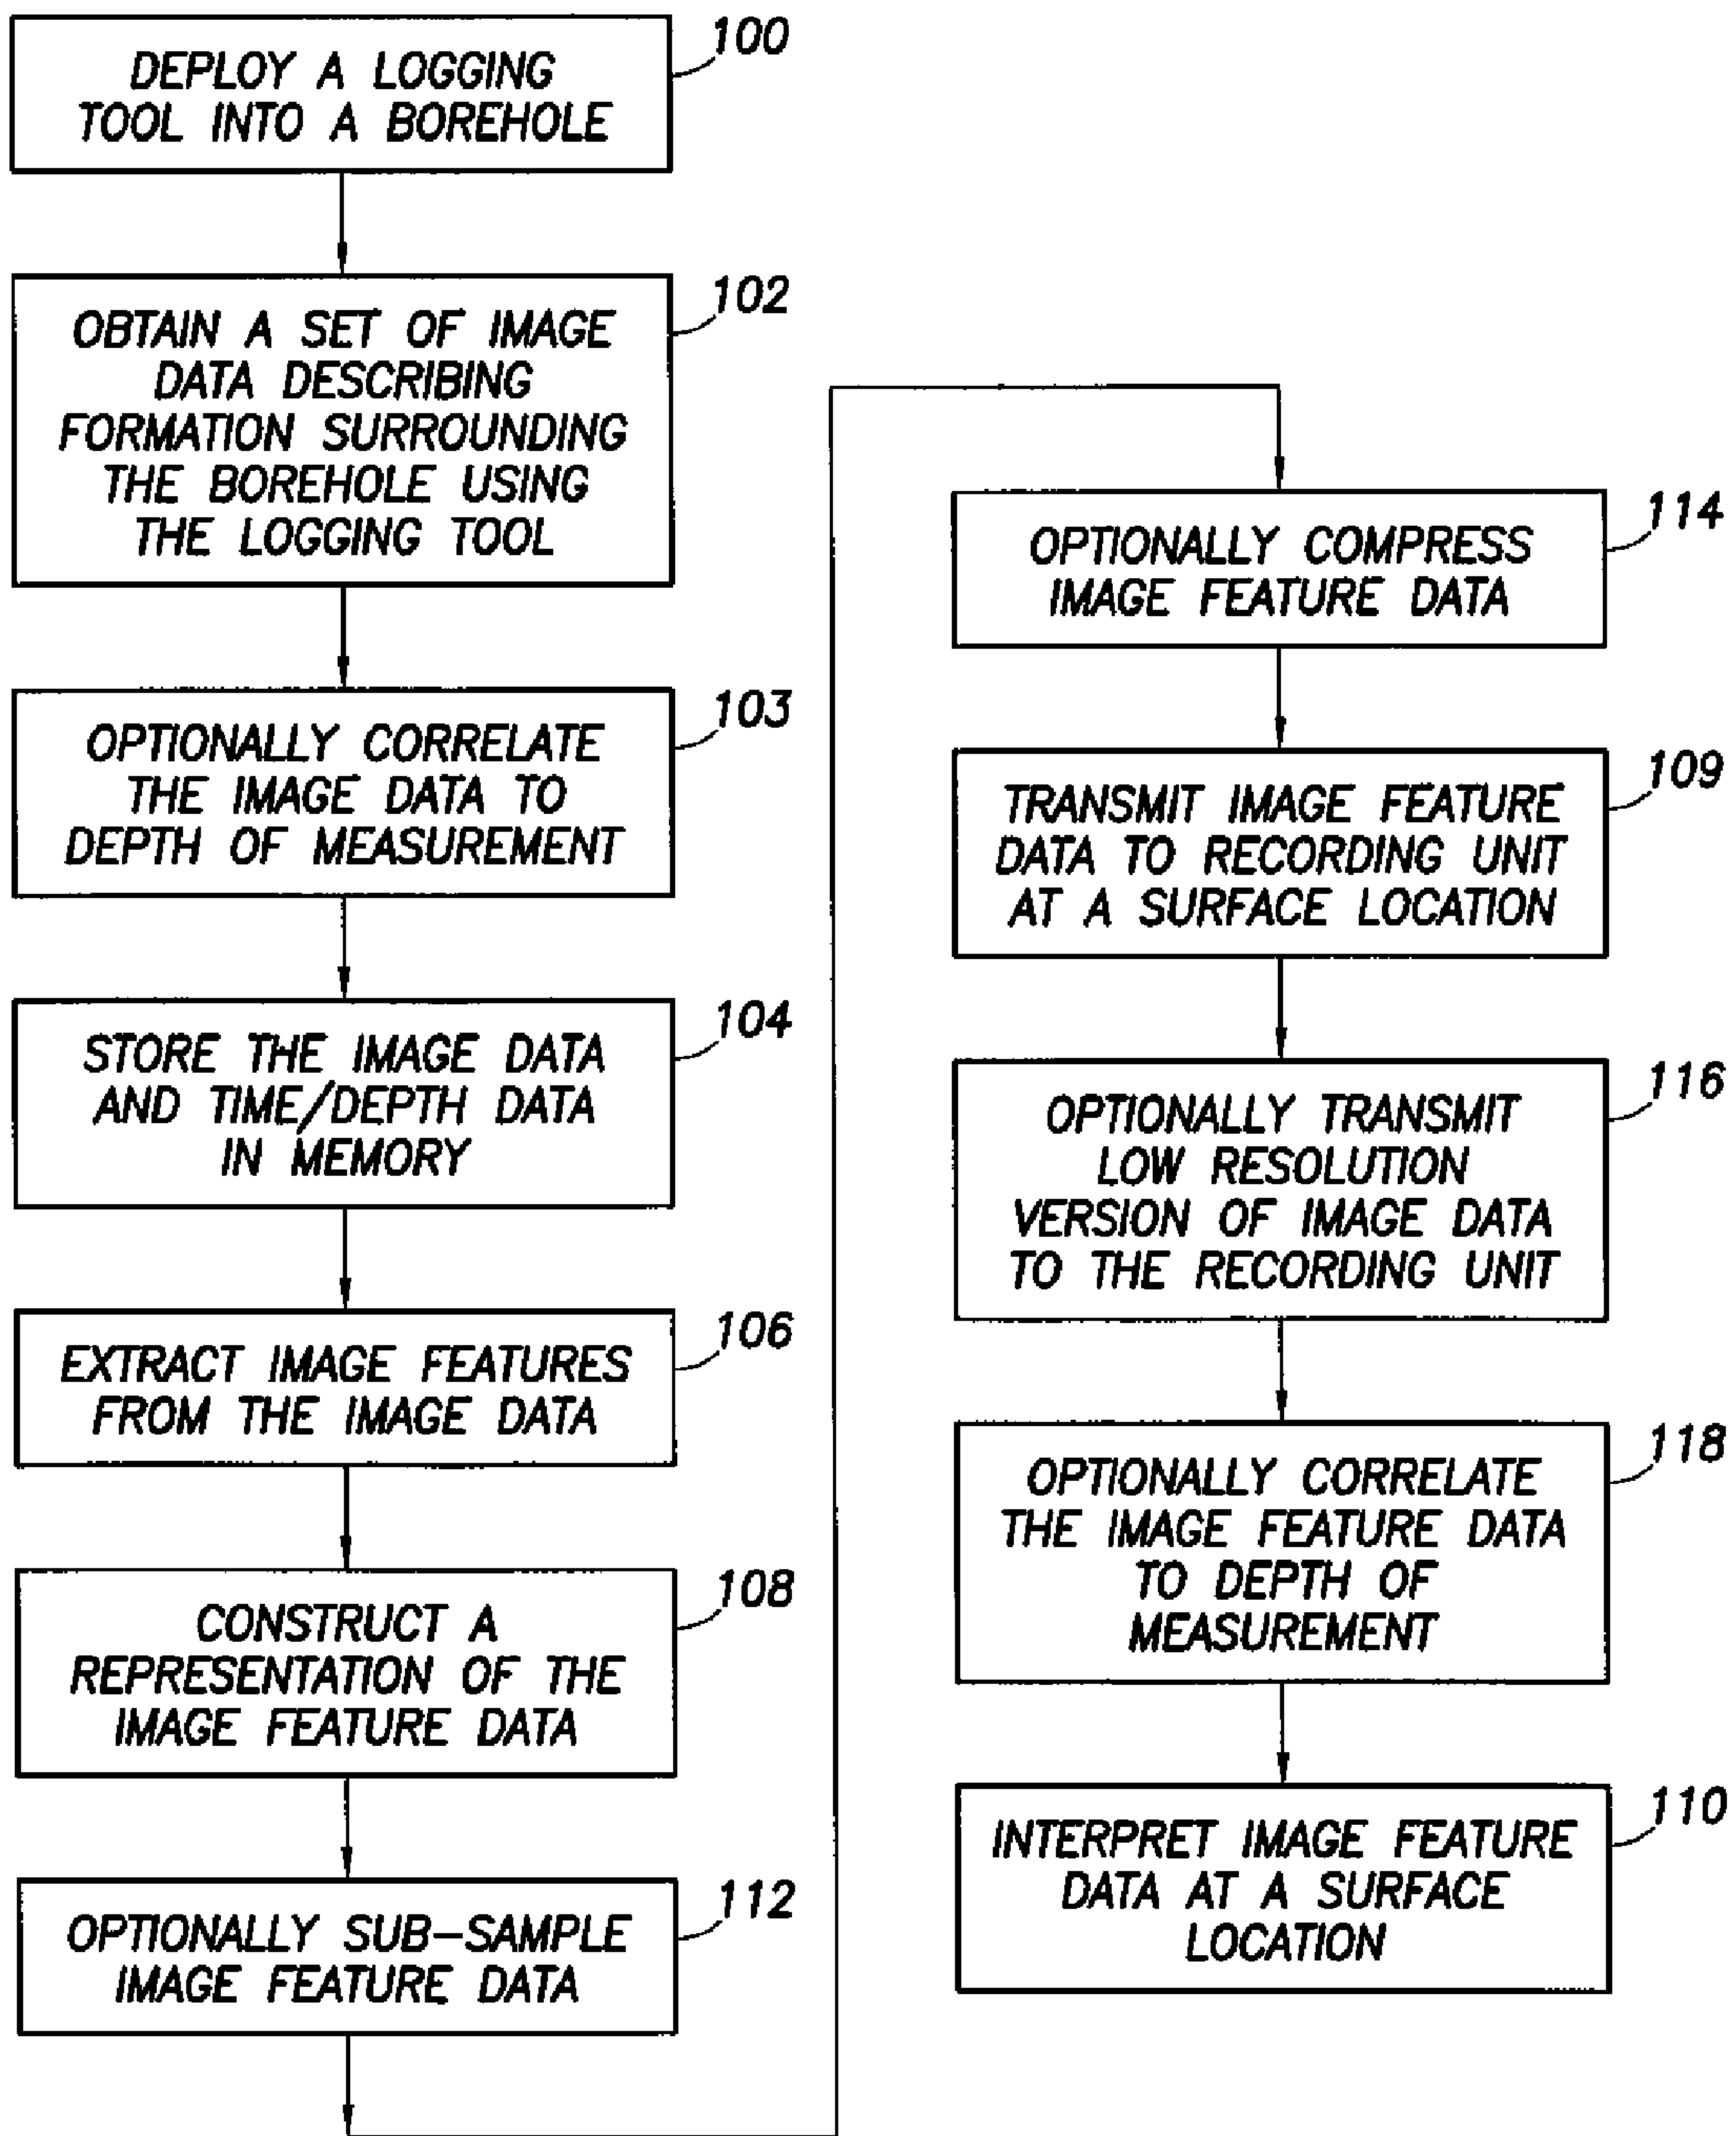 100
DEPLOY A LOGGING
TOOL INTO A BOREHOLE
102
OBTAIN A SET OF IMAGE
DATA DESCRIBING
FORMATION SURROUNDING
THE BOREHOLE USING
THE LOGGING TOOL
103
OPTIONALLY CORRELATE
THE IMAGE DATA TO
DEPTH OF MEASUREMENT
104
STORE THE IMAGE DATA
AND TIME/DEPTH DATA
IN MEMORY
106
EXTRACT IMAGE FEATURES
FROM THE IMAGE DATA
108
CONSTRUCT A
REPRESENTATION OF THE
IMAGE FEATURE DATA
112
OPTIONALLY SUB-SAMPLE
IMAGE FEATURE DATA
114
OPTIONALLY COMPRESS
IMAGE FEATURE DATA
109
TRANSMIT IMAGE FEATURE
DATA TO RECORDING UNIT
AT A SURFACE LOCATION
116
OPTIONALLY TRANSMIT
LOW RESOLUTION
VERSION OF IMAGE DATA
TO THE RECORDING UNIT
118
OPTIONALLY CORRELATE
THE IMAGE FEATURE DATA
TO DEPTH OF
MEASUREMENT
110
INTERPRET IMAGE FEATURE
DATA AT A SURFACE
LOCATION